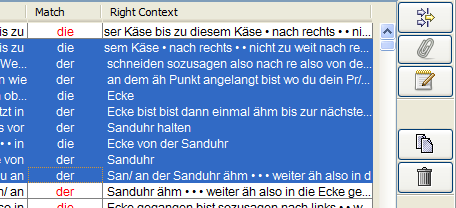 Match Right Context
is zu die ser Käse bis zu diesem Käse • nach rechts • • ni...
is zu die sem Käse • nach rechts • • nicht zu weit nach re...
We... der schneiden sozusagen also nach re also von de...
n wie der an dem äh Punkt angelangt bist wo du dein Pr/...
ob... die Ecke
tzt in der Ecke bist bist dann einmal ähm bis zur nächste...
s vor der Sanduhr halten
• • in die Ecke von der Sanduhr
e von der Sanduhr
u an der San/ an der Sanduhr ähm • • • weiter äh also in d
n/ an der Sanduhr ähm • • • weiter äh also in die Ecke ge...
so in die Ecke gegangen bist sozusagen nach links • • w